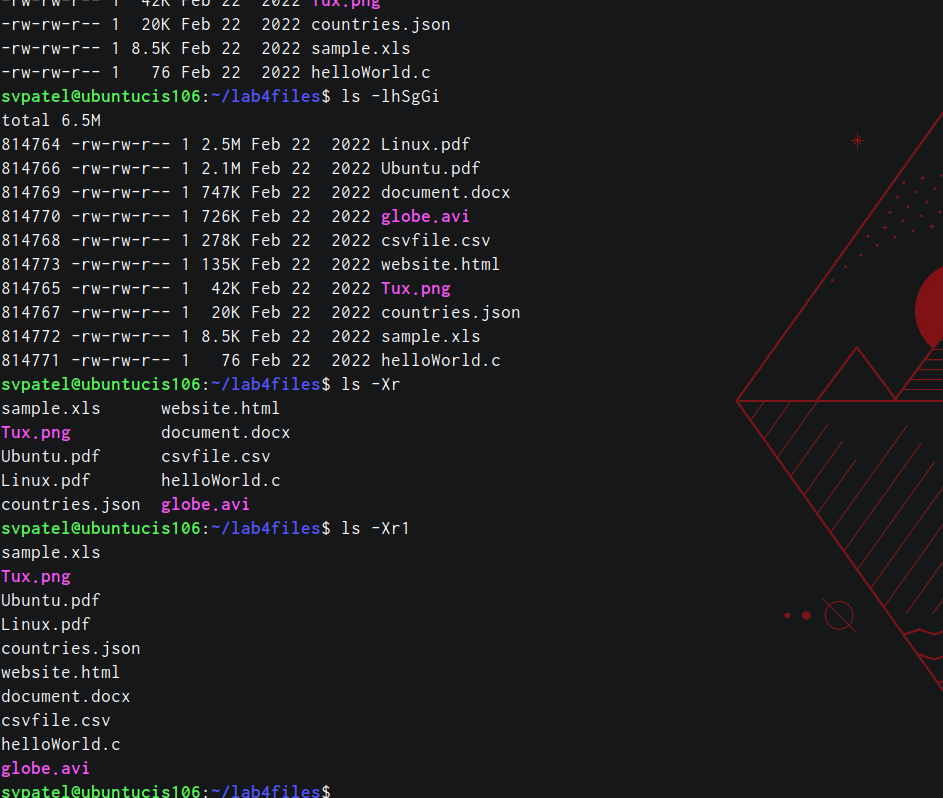 -rw-rw-r-- 1  42K Feb 22  2022 Tux.png
-rw-rw-r-- 1  20K Feb 22  2022 countries.json
-rw-rw-r-- 1 8.5K Feb 22  2022 sample.xls
-rw-rw-r-- 1   76 Feb 22  2022 helloWorld.c
svpatel@ubuntucis106:~/lab4files$ ls -lhSgGi
total 6.5M
814764 -rw-rw-r-- 1 2.5M Feb 22  2022 Linux.pdf
814766 -rw-rw-r-- 1 2.1M Feb 22  2022 Ubuntu.pdf
814769 -rw-rw-r-- 1 747K Feb 22  2022 document.docx
814770 -rw-rw-r-- 1 726K Feb 22  2022 globe.avi
814768 -rw-rw-r-- 1 278K Feb 22  2022 csvfile.csv
814773 -rw-rw-r-- 1 135K Feb 22  2022 website.html
814765 -rw-rw-r-- 1  42K Feb 22  2022 Tux.png
814767 -rw-rw-r-- 1  20K Feb 22  2022 countries.json
814772 -rw-rw-r-- 1 8.5K Feb 22  2022 sample.xls
814771 -rw-rw-r-- 1   76 Feb 22  2022 helloWorld.c
svpatel@ubuntucis106:~/lab4files$ ls -Xr
sample.xls      website.html
Tux.png         document.docx
Ubuntu.pdf      csvfile.csv
Linux.pdf       helloWorld.c
countries.json  globe.avi
svpatel@ubuntucis106:~/lab4files$ ls -Xr1
sample.xls
Tux.png
Ubuntu.pdf
Linux.pdf
countries.json
website.html
document.docx
csvfile.csv
helloWorld.c
globe.avi
svpatel@ubuntucis106:~/lab4files$